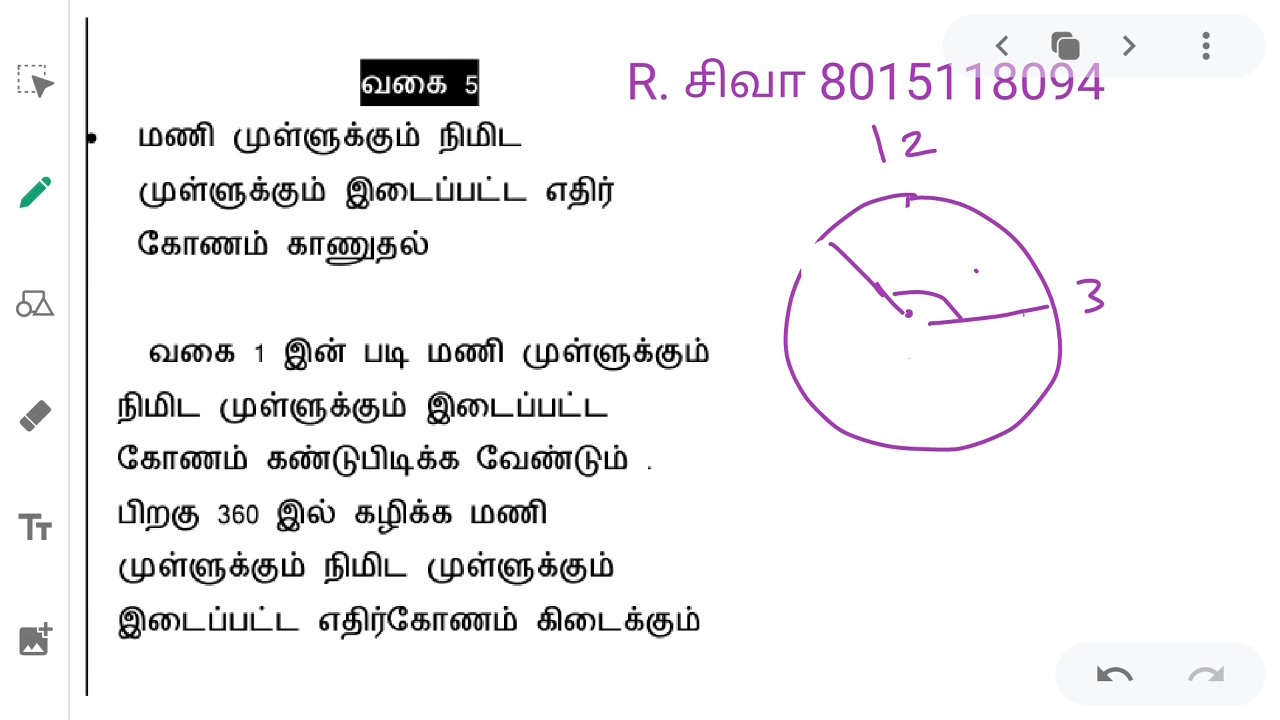 வகை 5
R. சிவா 8015118094
மணி முள்ளுக்கும் நிமிட
முள்ளுக்கும் இடைப்பட்ட எதிர்
கோணம் காணுதல்
வகை 1 இன் படி மணி முள்ளுக்கும்
நிமிட முள்ளுக்கும் இடைப்பட்ட
கோணம் கண்டுபிடிக்க வேண்டும் .
பிறகு 360 இல் கழிக்க மணி
முள்ளுக்கும் நிமிட முள்ளுக்கும்
இடைப்பட்ட எதிர்கோணம் கிடைக்கும்
12
3